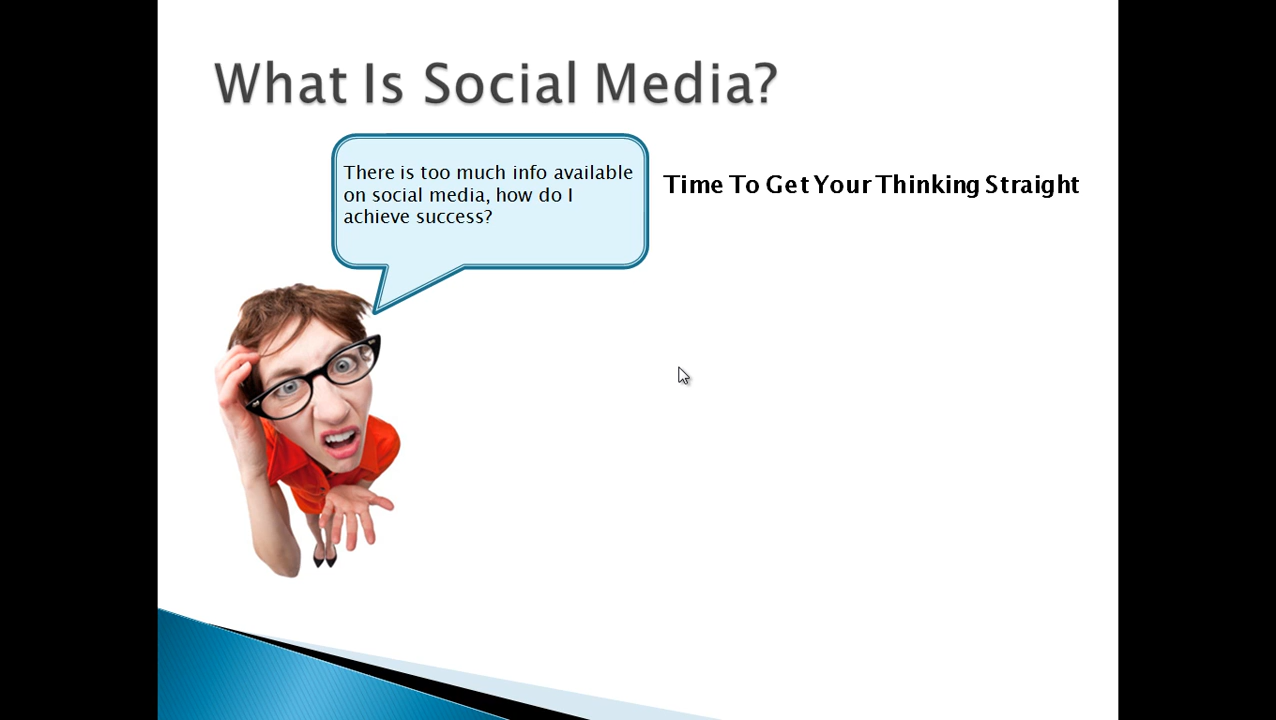 What Is Social Media?
There is too much info available
on social media, how do I
achieve success?
Time To Get Your Thinking Straight